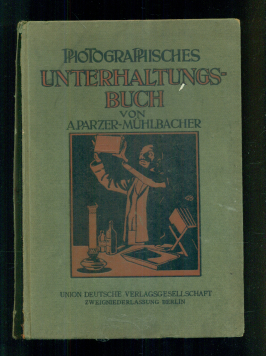 PHOTOGRAPHISCHES
UNTERHALTUNGS-
BUCH
VON
A.PARZER-MÜHLBACHER
UNION DEUTSCHE VERLAGSGESELLSCHAFT
ZWEIGNIEDERLASSUNG BERLIN